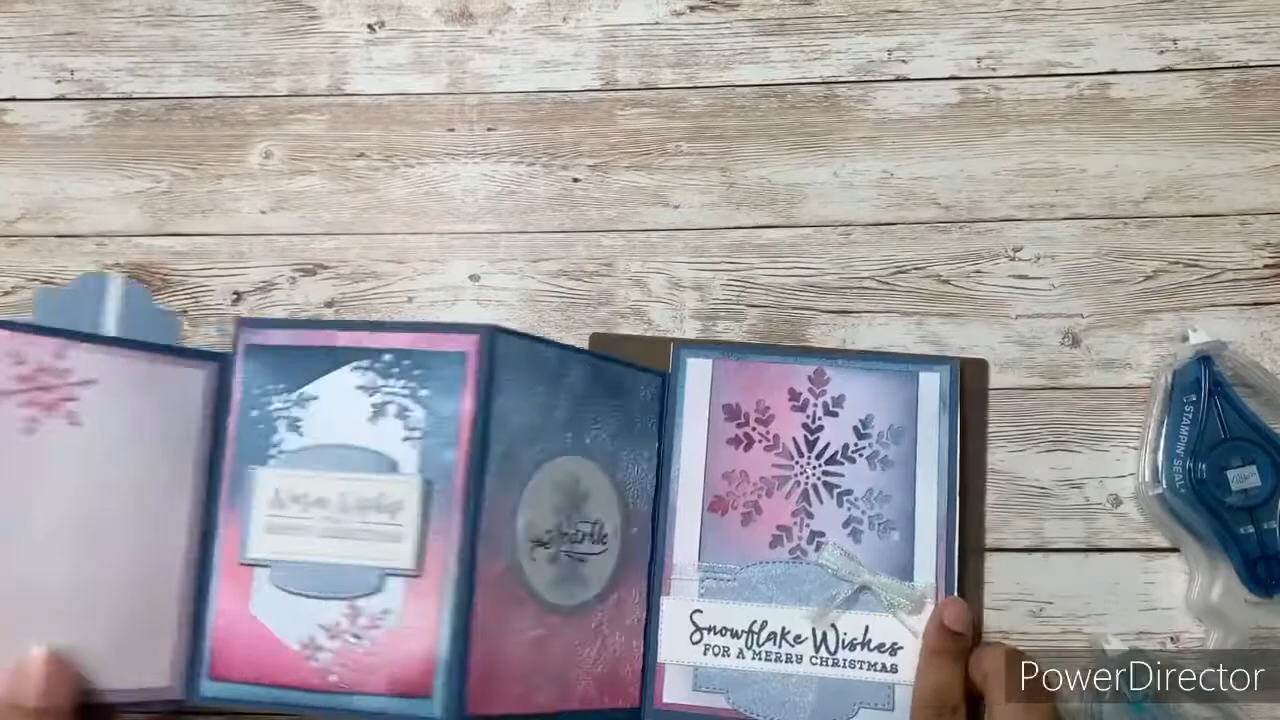 Sparkle
Snowflake Wishes
FOR A MERRY CHRISTMAS
STAMPIN' SEAL
PowerDirector